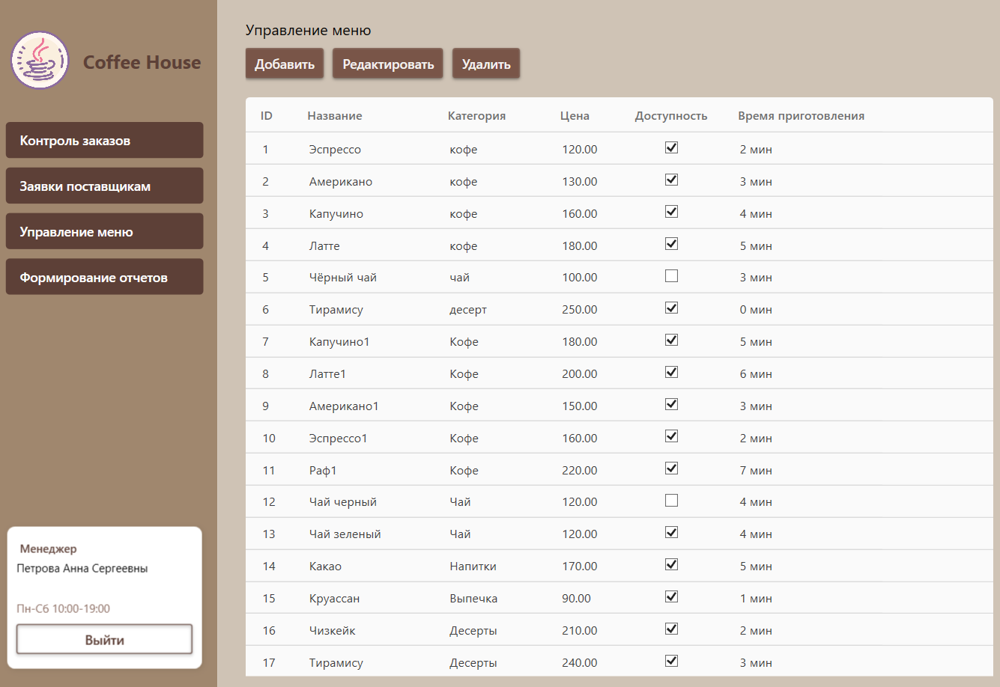 Coffee House
Контроль заказов
Заявки поставщикам
Управление меню
Формирование отчетов
Менеджер
Петрова Анна Сергеевны
Пн-Сб 10:00-19:00
Выйти
Управление меню
Добавить Редактировать Удалить
ID Название Категория Цена Доступность Время приготовления
1 Эспрессо кофе 120.00 2 мин
2 Американо кофе 130.00 3 мин
3 Капучино кофе 160.00 4 мин
4 Латте кофе 180.00 5 мин
5 Чёрный чай чай 100.00 3 мин
6 Тирамису десерт 250.00 0 мин
7 Капучино1 Кофе 180.00 5 мин
8 Латте1 Кофе 200.00 6 мин
9 Американо1 Кофе 150.00 3 мин
10 Эспрессо1 Кофе 160.00 2 мин
11 Раф1 Кофе 220.00 7 мин
12 Чай черный Чай 120.00 4 мин
13 Чай зеленый Чай 120.00 4 мин
14 Какао Напитки 170.00 5 мин
15 Круассан Выпечка 90.00 1 мин
16 Чизкейк Десерты 210.00 2 мин
17 Тирамису Десерты 240.00 3 мин